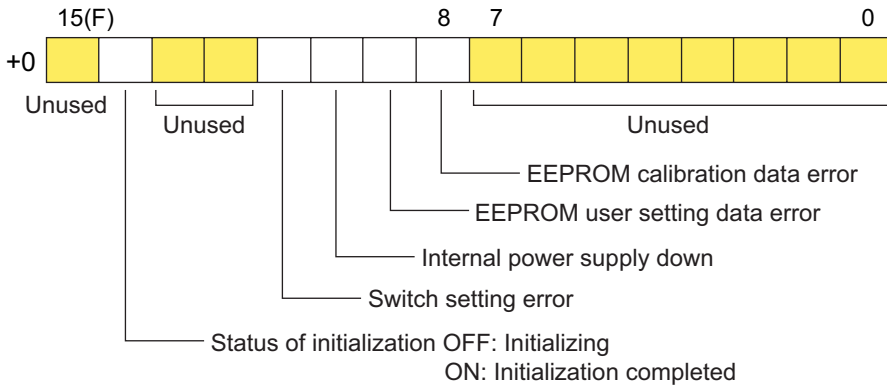 15(F) 8 7 0
+0
Unused
Unused
Unused
EEPROM calibration data error
EEPROM user setting data error
Internal power supply down
Switch setting error
Status of initialization OFF: Initializing
ON: Initialization completed